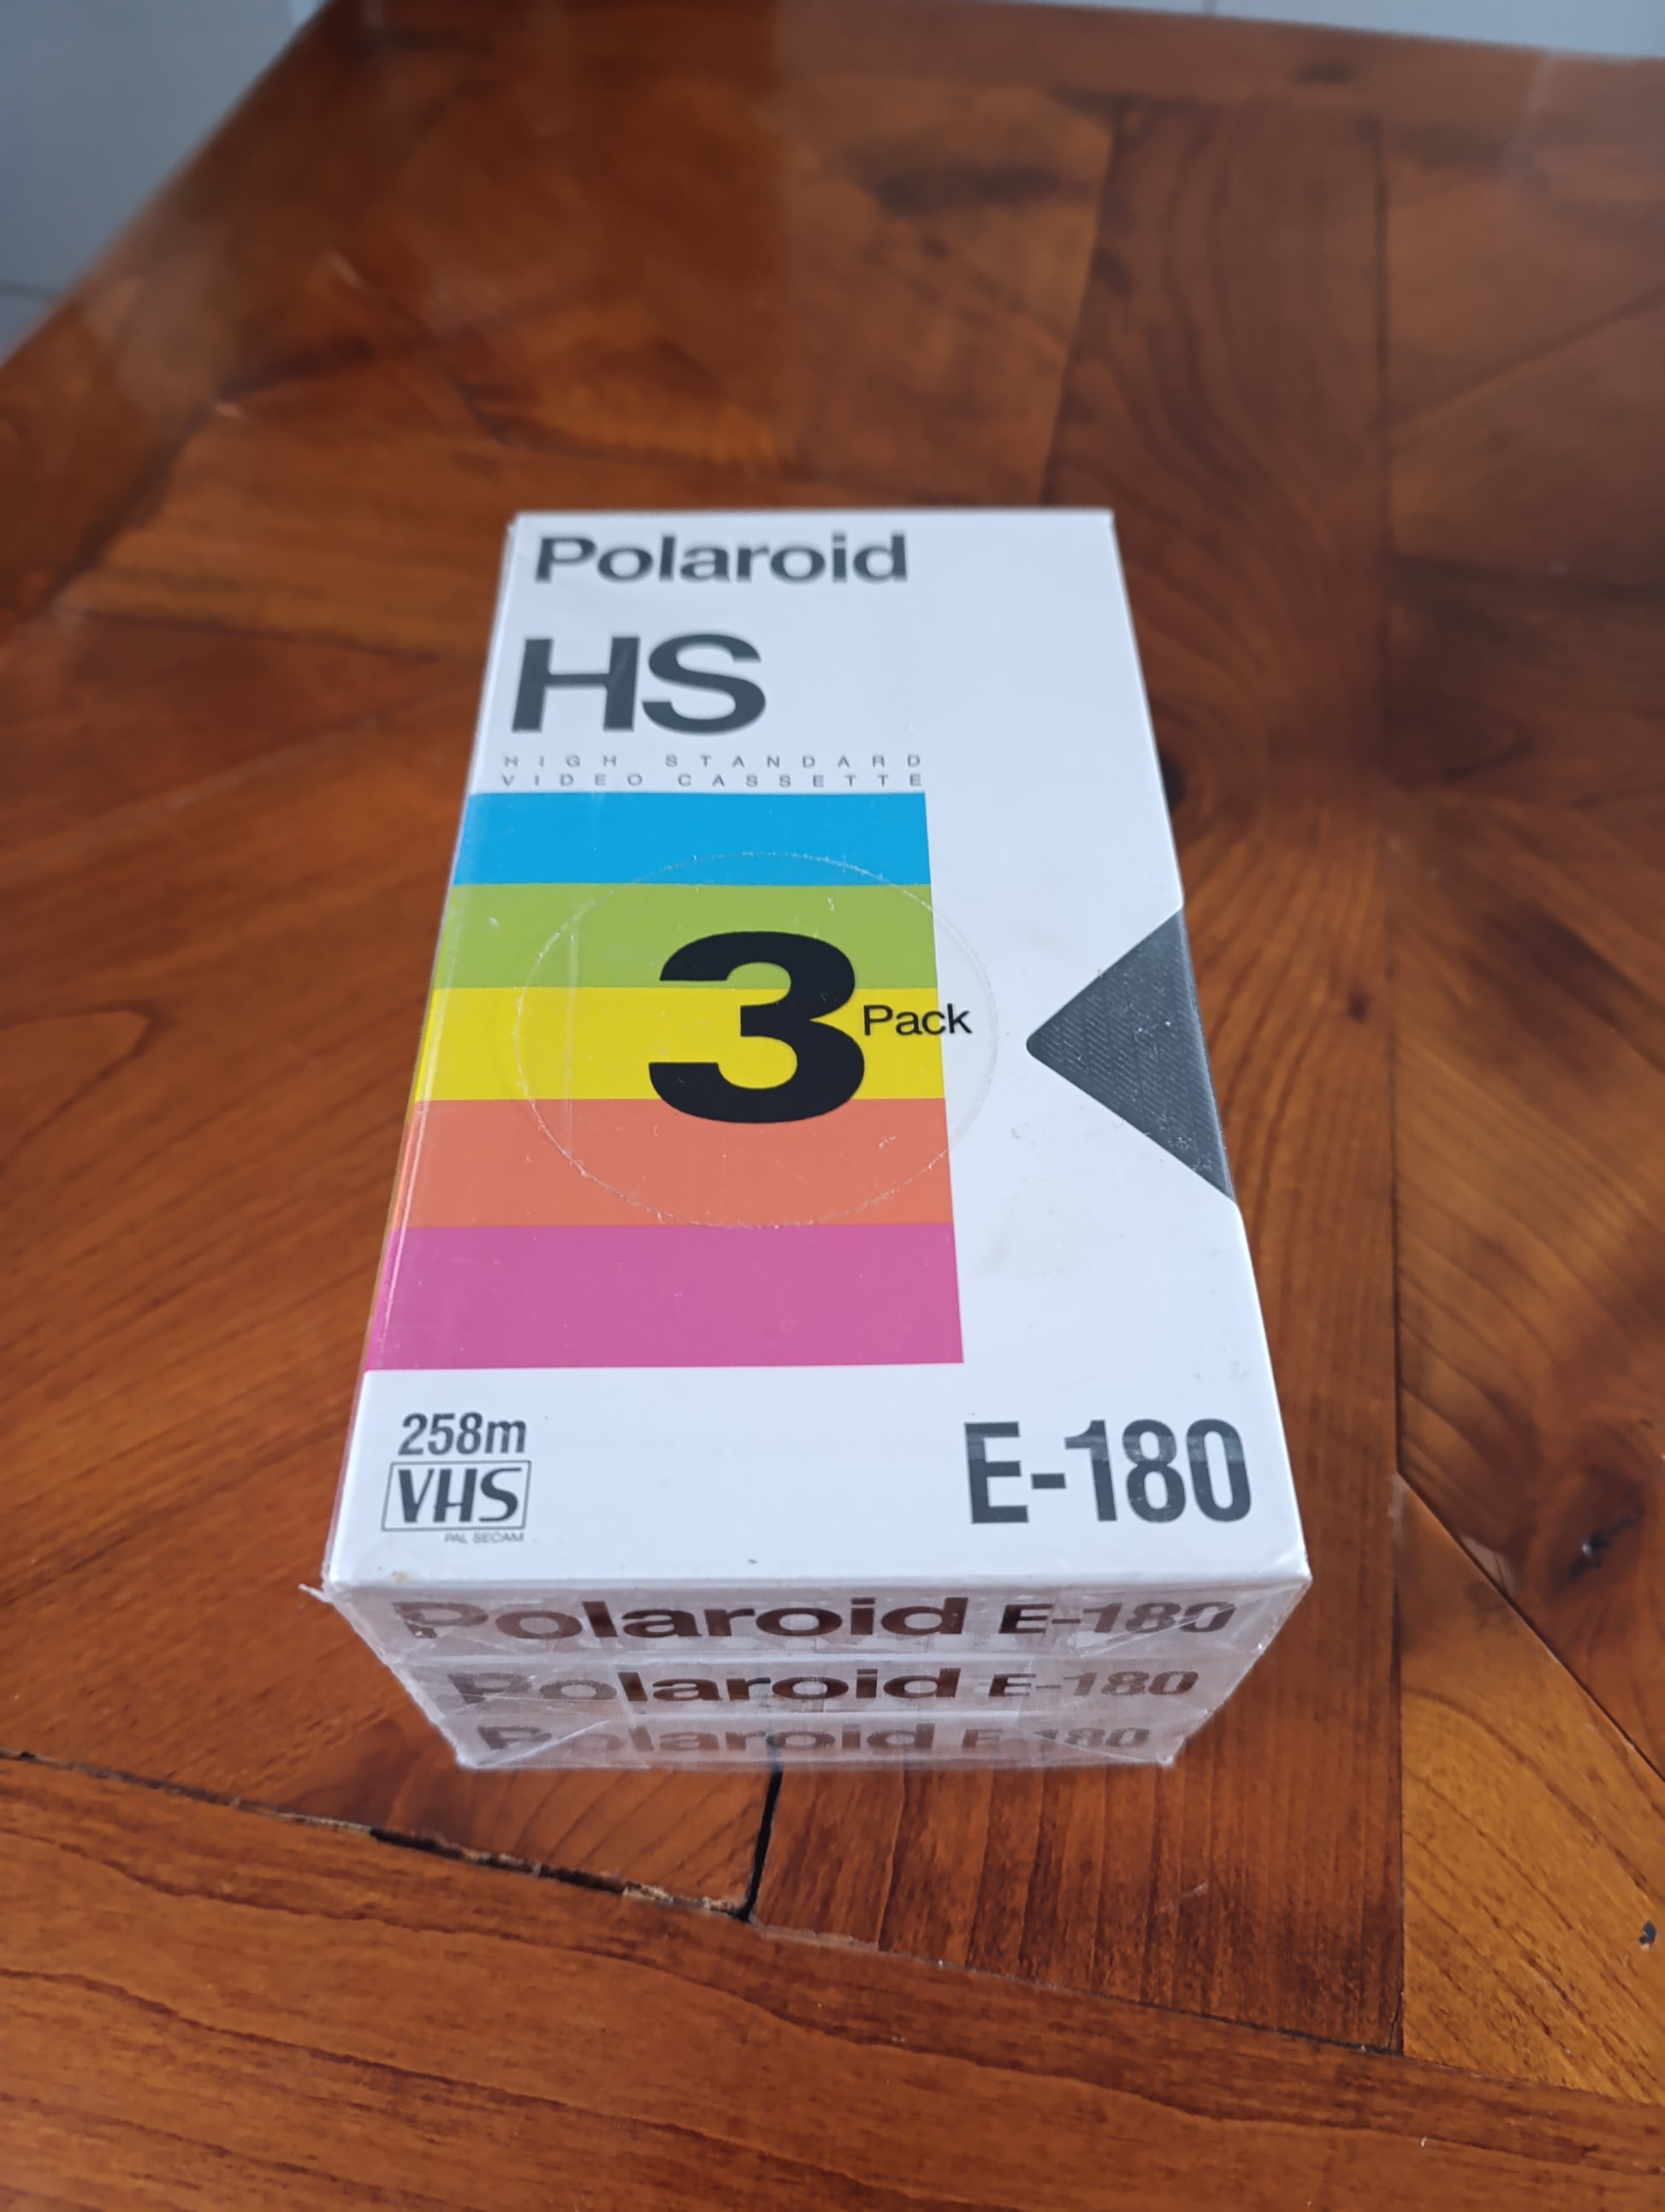 Polaroid
HS
HIGH STANDARD
VIDEO CASSETTE
3 Pack
258m
VHS
PAL SECAM
E-180
Polaroid E-180
Polaroid E-180
Polaroid E-180